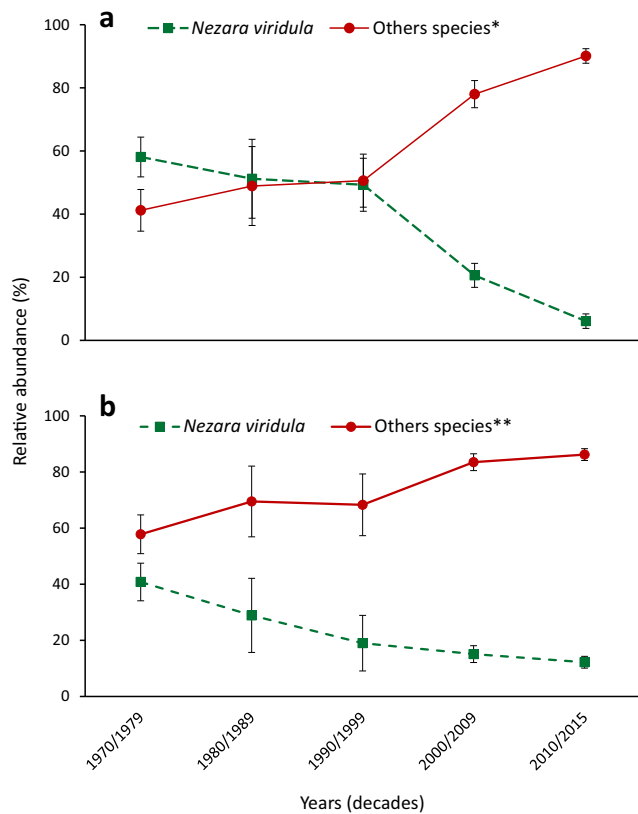 a
Nezara viridula
Others species*
100
80
60
40
20
0
Relative abundance (%)
b
Nezara viridula
Others species**
100
80
60
40
20
0
1970/1979
1980/1989
1990/1999
2000/2009
2010/2015
Years (decades)